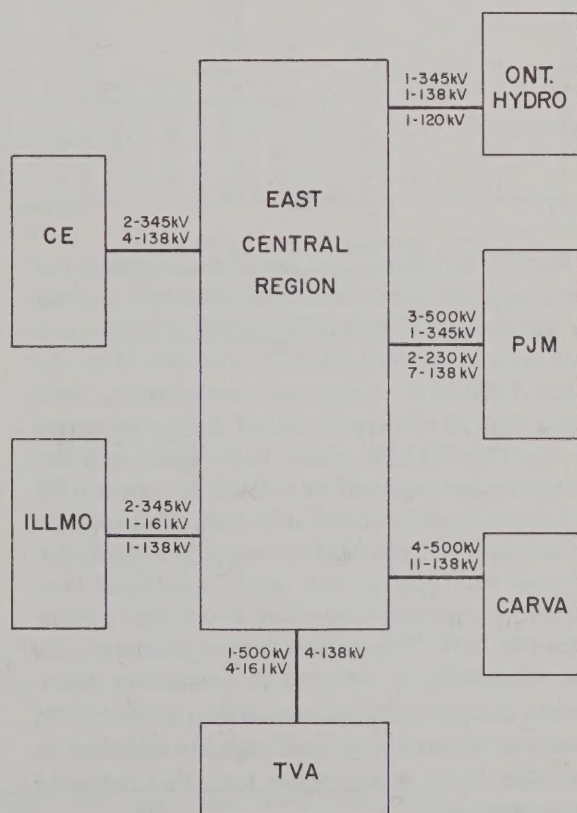 1-345kV
1-138kV
1-120kV
ONT.
HYDRO
EAST
CENTRAL
REGION
CE
2-345kV
4-138kV
3-500kV
1-345kV
2-230kV
7-138kV
PJM
ILLMO
2-345kV
1-161kV
1-138kV
4-500kV
11-138kV
CARVA
1-500kV
4-161kV
4-138kV
TVA